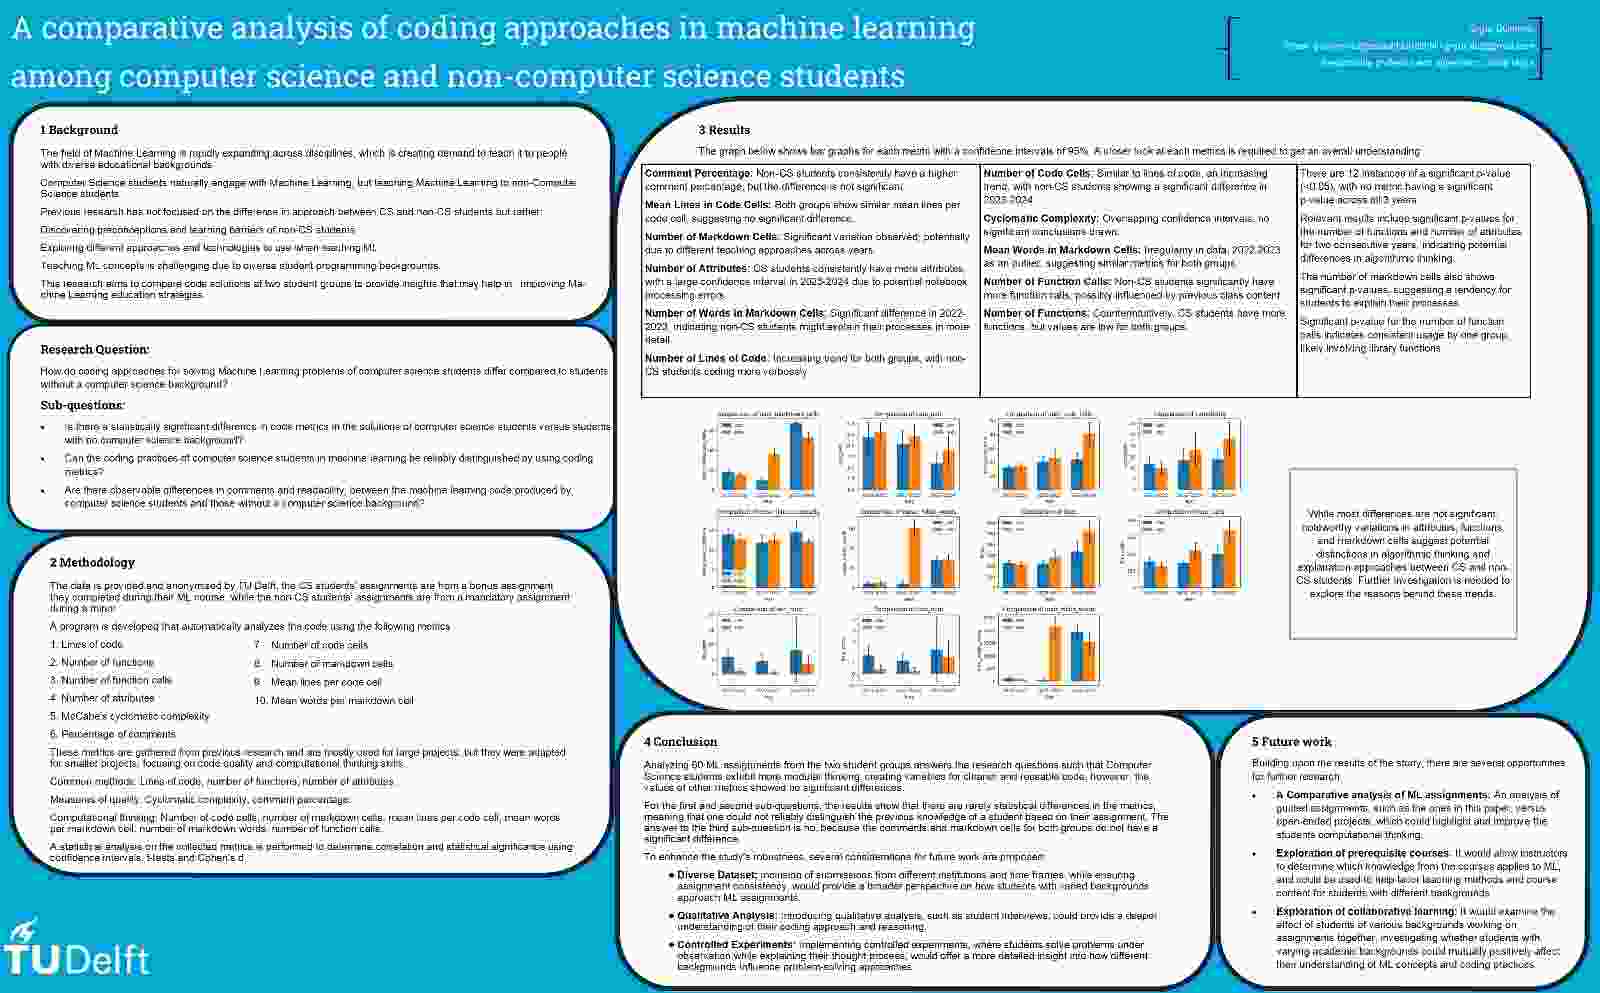 A comparative analysis of coding approaches in machine learning
among computer science and non-computer science students
1 Background
The field of Machine Learning is rapidly expanding across disciplines, which is creating demand to teach it to people
with diverse educational backgrounds
Computer Science students naturally engage with Machine Learning, but teaching Machine Learning to non-Computer
Science students
Previous research has not focused on the difference in approach between CS and non-CS students but rather:
Discovering preconceptions and learning barriers of non-CS students
Exploring different approaches and technologies to use when teaching ML
Teaching ML concepts is challenging due to diverse student programming backgrounds.
This research aims to compare code solutions of two student groups to provide insights that may help in improving Ma-
chine Learning education strategies.
Research Question:
How do coding approaches for solving Machine Learning problems of computer science students differ compared to students
without a computer science background?
Sub-questions:
• Is there a statistically significant difference in code metrics in the solutions of computer science students versus students
with no computer science background?
• Can the coding practices of computer science students in machine learning be reliably distinguished by using coding
metrics?
• Are there observable differences in comments and readability, between the machine learning code produced by
computer science students and those without a computer science background?
2 Methodology
The data is provided and anonymised by TU Delft, the CS students' assignments are from a bonus assignment
they completed during their ML course, while the non-CS students' assignments are from a mandatory assignment
during a minor
A program is developed that automatically analyzes the code using the following metrics
1. Lines of code
2. Number of functions
3. Number of function calls
4. Number of attributes
5. McCabe's cyclomatic complexity
6. Percentage of comments
7. Number of code cells
8. Number of markdown cells
9. Mean lines per code cell
10. Mean words per markdown cell
These metrics are gathered from previous research and are mostly used for large projects, but they were adapted
for smaller projects, focusing on code quality and computational thinking skills.
Common methods: Lines of code, number of functions, number of attributes
Measures of quality: Cyclomatic complexity, comment percentage.
Computational thinking: Number of code cells, number of markdown cells, mean lines per code cell, mean words
per markdown cell, number of markdown words, number of function calls.
A statistical analysis on the collected metrics is performed to determine correlation and statistical significance using
confidence intervals, t-tests and Cohen's d.
3 Results
The graph below shows bar graphs for each metric with a confidence intervals of 95%. A closer look at each metrics is required to get an overall understanding
Comment Percentage: Non-CS students consistently have a higher
comment percentage, but the difference is not significant.
Mean Lines in Code Cells: Both groups show similar mean lines per
code cell, suggesting no significant difference.
Number of Markdown Cells: Significant variation observed; potentially
due to different teaching approaches across years.
Number of Attributes: CS students consistently have more attributes,
with a large confidence interval in 2023-2024 due to potential notebook
processing errors.
Number of Words in Markdown Cells: Significant difference in 2022-
2023, indicating non-CS students might explain their processes in more
detail.
Number of Lines of Code: Increasing trend for both groups, with non-
CS students coding more verbosely
Number of Code Cells: Similar to lines of code, an increasing
trend, with non-CS students showing a significant difference in
2023-2024
Cyclomatic Complexity: Overlapping confidence intervals, no
significant conclusions drawn.
Mean Words in Markdown Cells: Irregularity in data, 2022-2023
as an outlier, suggesting similar metrics for both groups.
Number of Function Calls: Non-CS students significantly have
more function calls, possibly influenced by previous class content
Number of Functions: Counterintuitively, CS students have more
functions, but values are low for both groups.
There are 12 instances of a significant p-value
(<0.05), with no metric having a significant
p-value across all 3 years
Relevant results include significant p-values for
the number of functions and number of attributes
for two consecutive years, indicating potential
differences in algorithmic thinking.
The number of markdown cells also shows
significant p-values, suggesting a tendency for
students to explain their processes.
Significant p-value for the number of function
calls indicates consistent usage by one group,
likely involving library functions
While most differences are not significant,
noteworthy variations in attributes, functions,
and markdown cells suggest potential
distinctions in algorithmic thinking and
explanation approaches between CS and non-
CS students. Further investigation is needed to
explore the reasons behind these trends.
4 Conclusion
Analyzing 60 ML assignments from the two student groups answers the research questions such that Computer
Science students exhibit more modular thinking, creating variables for cleaner and reusable code, however, the
values of other metrics showed no significant differences.
For the first and second sub-questions, the results show that there are rarely statistical differences in the metrics,
meaning that one could not reliably distinguish the previous knowledge of a student based on their assignment. The
answer to the third sub-question is no, because the comments and markdown cells for both groups do not have a
significant difference.
To enhance the study's robustness, several considerations for future work are proposed:
● Diverse Dataset: Inclusion of submissions from different institutions and time frames, while ensuring
assignment consistency, would provide a broader perspective on how students with varied backgrounds
approach ML assignments.
● Qualitative Analysis: Introducing qualitative analysis, such as student interviews, could provide a deeper
understanding of their coding approach and reasoning.
● Controlled Experiments: Implementing controlled experiments, where students solve problems under
observation while explaining their thought process, would offer a more detailed insight into how different
backgrounds influence problem-solving approaches
5 Future work
Building upon the results of the story, there are several opportunities
for further research
• A Comparative analysis of ML assignments: An analysis of
guided assignments, such as the ones in this paper, versus
open-ended projects, which could highlight and improve the
students computational thinking.
• Exploration of prerequisite courses: It would allow instructors
to determine which knowledge from the courses applies to ML,
and could be used to help tailor teaching methods and course
content for students with different backgrounds
• Exploration of collaborative learning: It would examine the
effect of students of various backgrounds working on
assignments together, investigating whether students with
varying academic backgrounds could mutually positively affect
their understanding of ML concepts and coding practices.
TU Delft